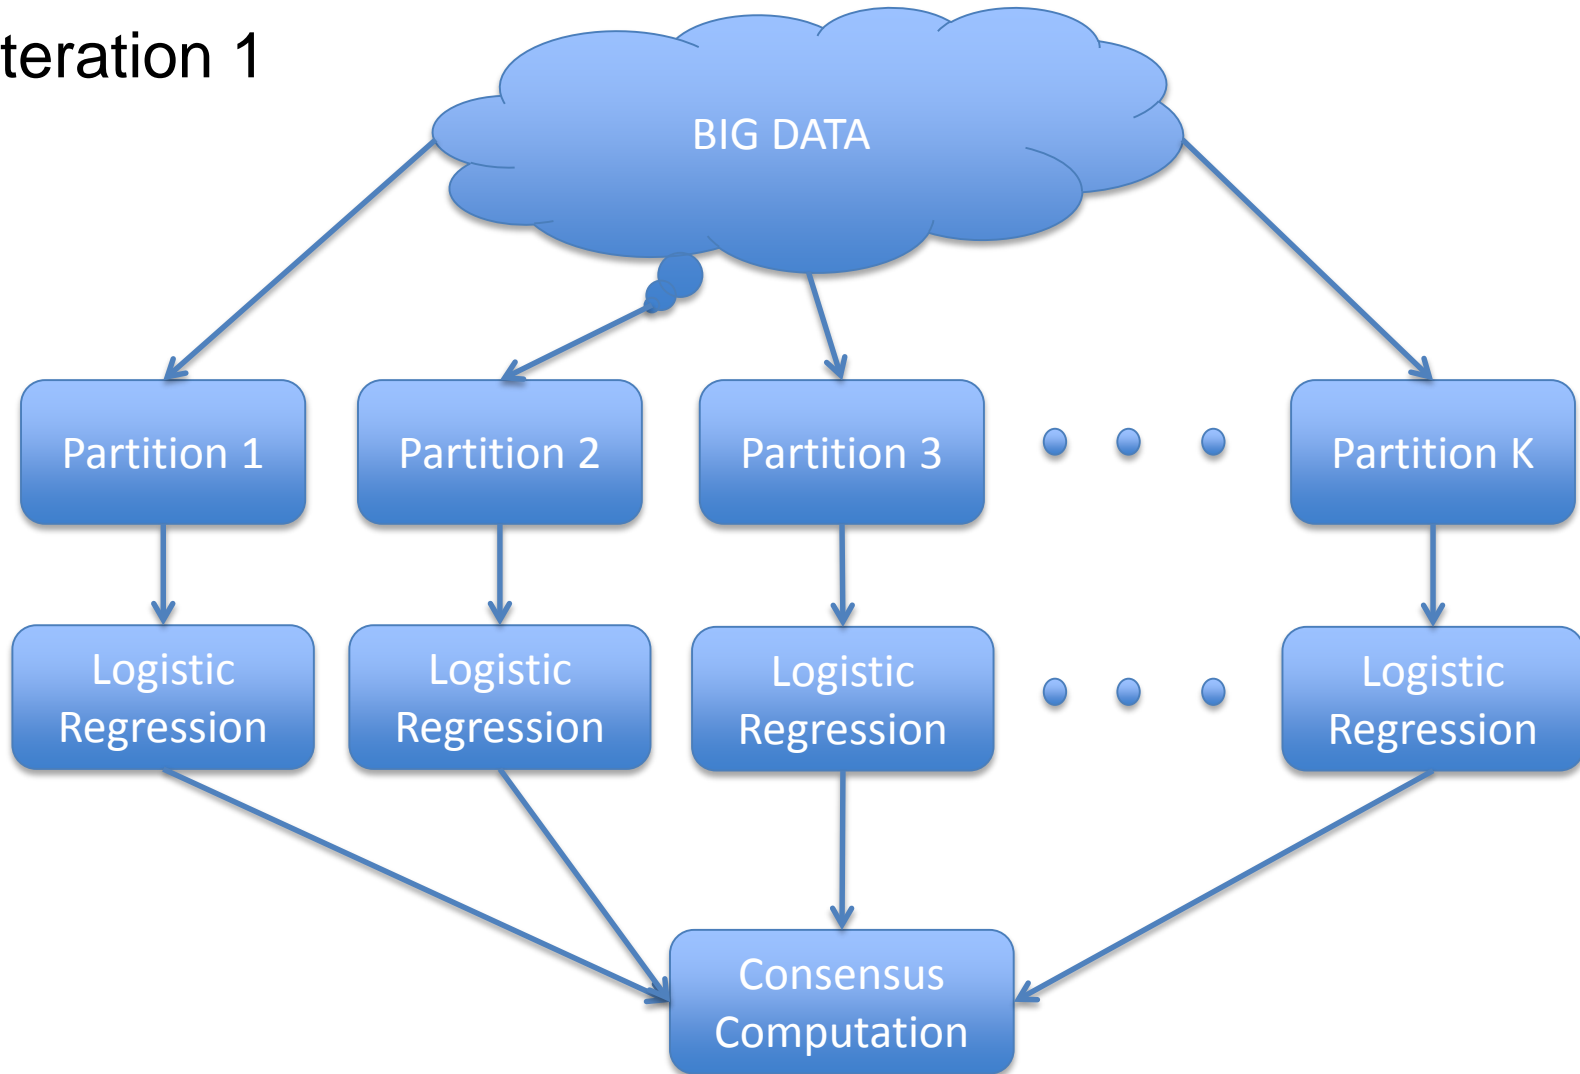 teration 1
BIG DATA
Partition 1
Partition 2
Partition 3
Partition K
Logistic
Regression
Logistic
Regression
Logistic
Regression
Logistic
Regression
Consensus
Computation